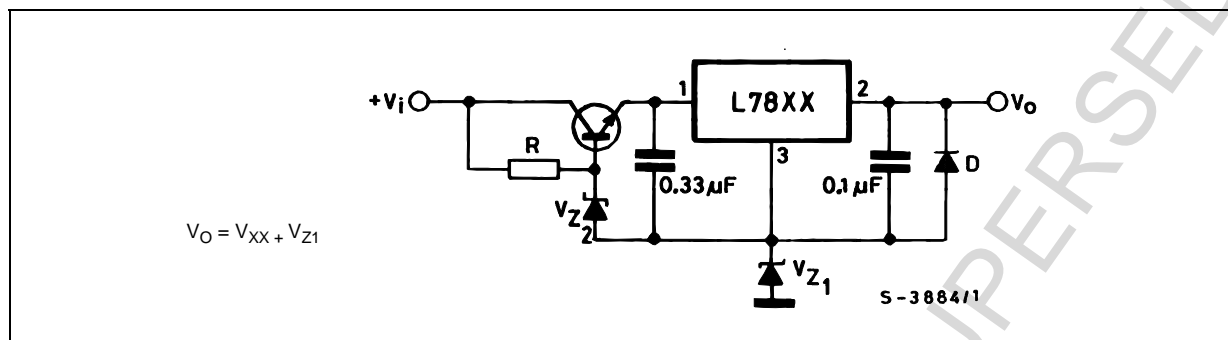 1
2
+Vi
L78XX
Vo
R
3
D
0.33µF
0.1µF
VZ2
VO = VXX + VZ1
VZ1
S-3884/1